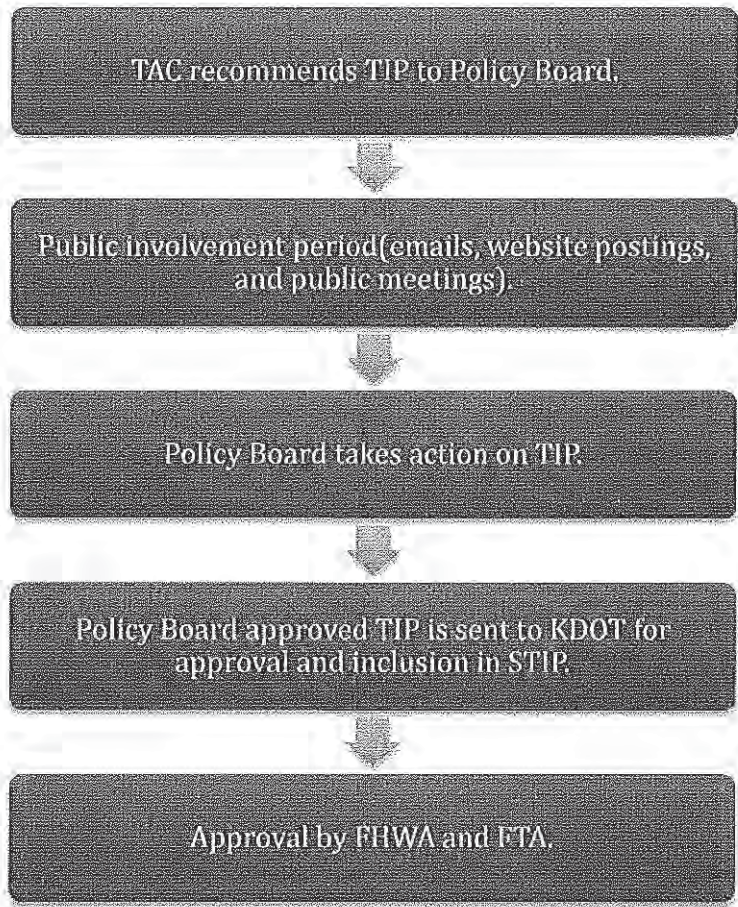 TAC recommends TIP to Policy Board.
Public involvement period(emails, website postings,
and public meetings).
Policy Board takes action on TIP.
Policy Board approved TIP is sent to KDOT for
approval and inclusion in STIP.
Approval by FHWA and FTA.